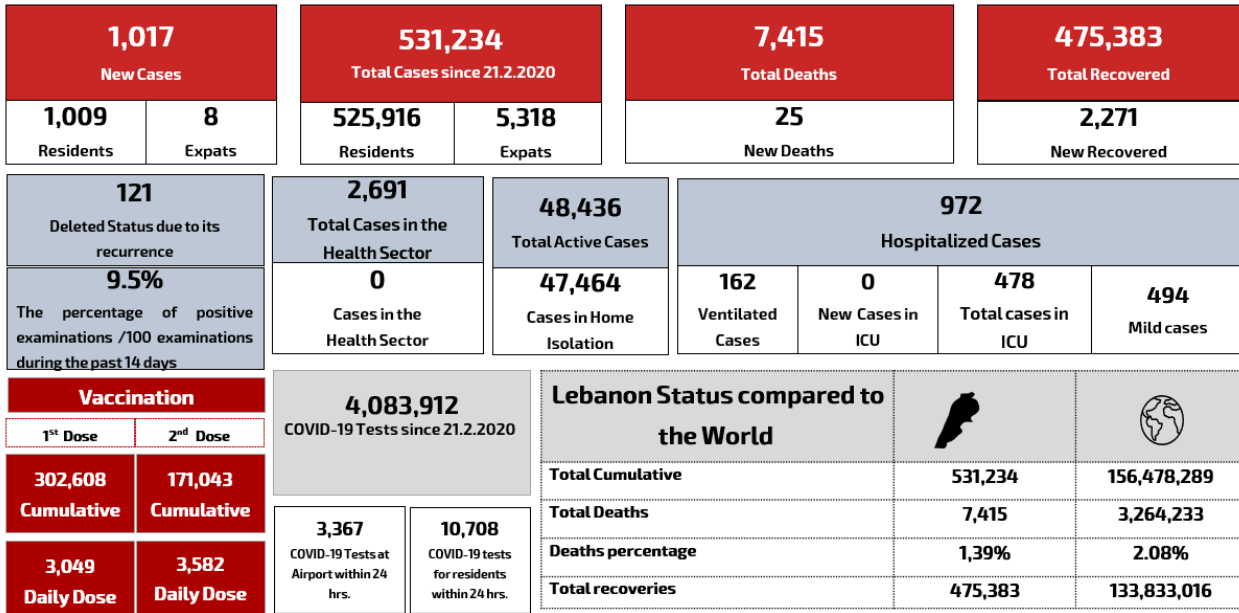 1,017
New Cases
1,009
Residents
8
Expats
531,234
Total Cases since 21.2.2020
525,916
Residents
5,318
Expats
7,415
Total Deaths
25
New Deaths
475,383
Total Recovered
2,271
New Recovered
121
Deleted Status due to its
recurrence
9.5%
The percentage of positive
examinations /100 examinations
during the past 14 days
2,691
Total Cases in the
Health Sector
0
Cases in the
Health Sector
48,436
Total Active Cases
47,464
Cases in Home
Isolation
972
Hospitalized Cases
162
Ventilated
Cases
0
New Cases in
ICU
478
Total cases in
ICU
494
Mild cases
Vaccination
1st Dose
2nd Dose
302,608
Cumulative
171,043
Cumulative
3,049
Daily Dose
3,582
Daily Dose
4,083,912
COVID-19 Tests since 21.2.2020
3,367
COVID-19 Tests at
Airport within 24
hrs.
10,708
COVID-19 tests
for residents
within 24 hrs.
Lebanon Status compared to
the World
Total Cumulative 531,234 156,478,289
Total Deaths 7,415 3,264,233
Deaths percentage 1,39% 2.08%
Total recoveries 475,383 133,833,016